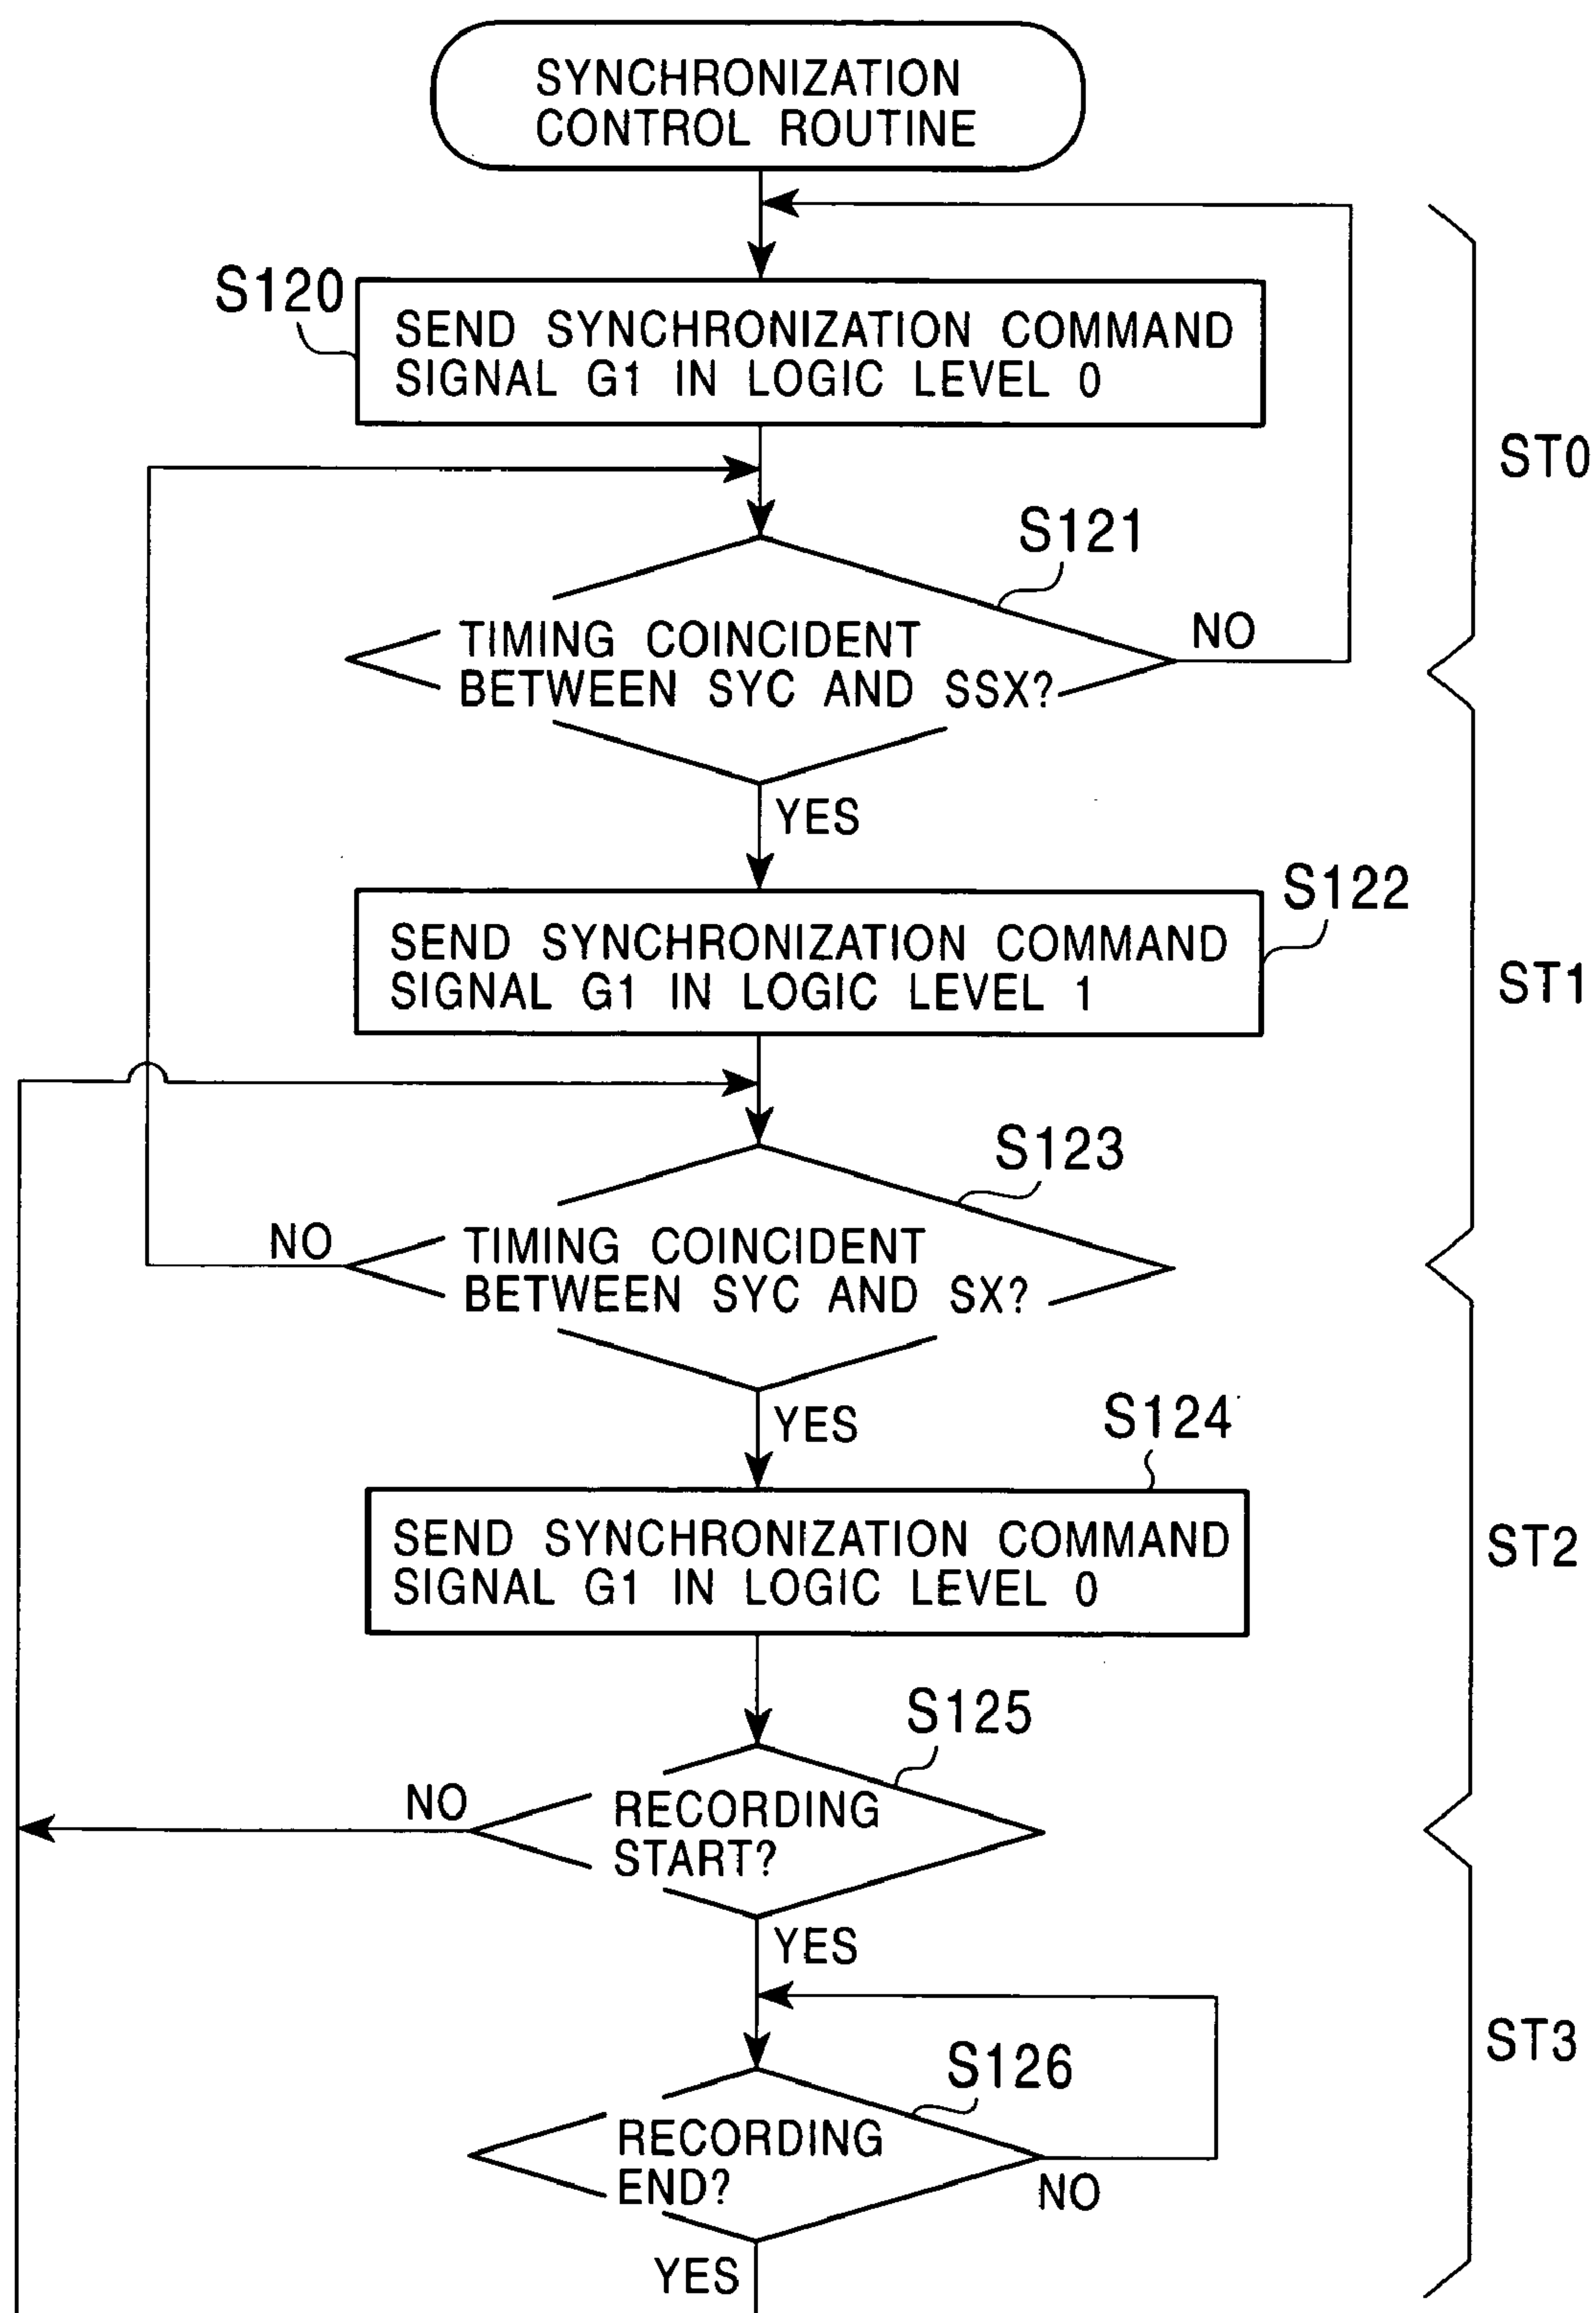 SYNCHRONIZATION
CONTROL ROUTINE
S120
SEND SYNCHRONIZATION COMMAND
SIGNAL G1 IN LOGIC LEVEL 0
ST0
S121
TIMING COINCIDENT
BETWEEN SYC AND SSX?
NO
YES
S122
SEND SYNCHRONIZATION COMMAND
SIGNAL G1 IN LOGIC LEVEL 1
ST1
S123
NO
TIMING COINCIDENT
BETWEEN SYC AND SX?
YES
S124
SEND SYNCHRONIZATION COMMAND
SIGNAL G1 IN LOGIC LEVEL 0
ST2
S125
NO
RECORDING
START?
YES
ST3
S126
RECORDING
END?
NO
YES